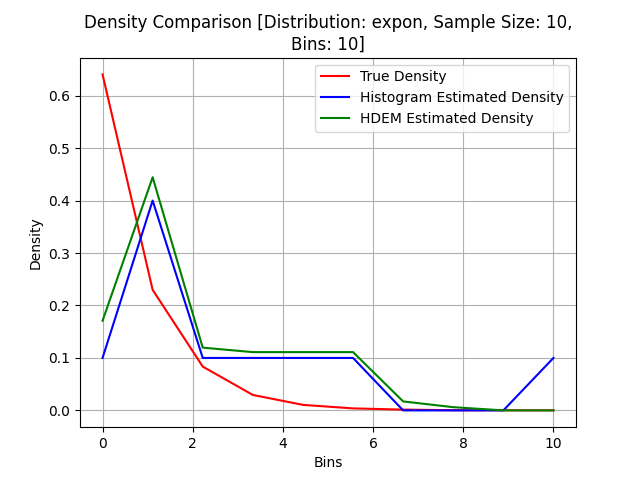 Density Comparison [Distribution: expon, Sample Size: 10,
Bins: 10]
True Density
Histogram Estimated Density
HDEM Estimated Density
Density
0.6
0.5
0.4
0.3
0.2
0.1
0.0
0 2 4 6 8 10
Bins